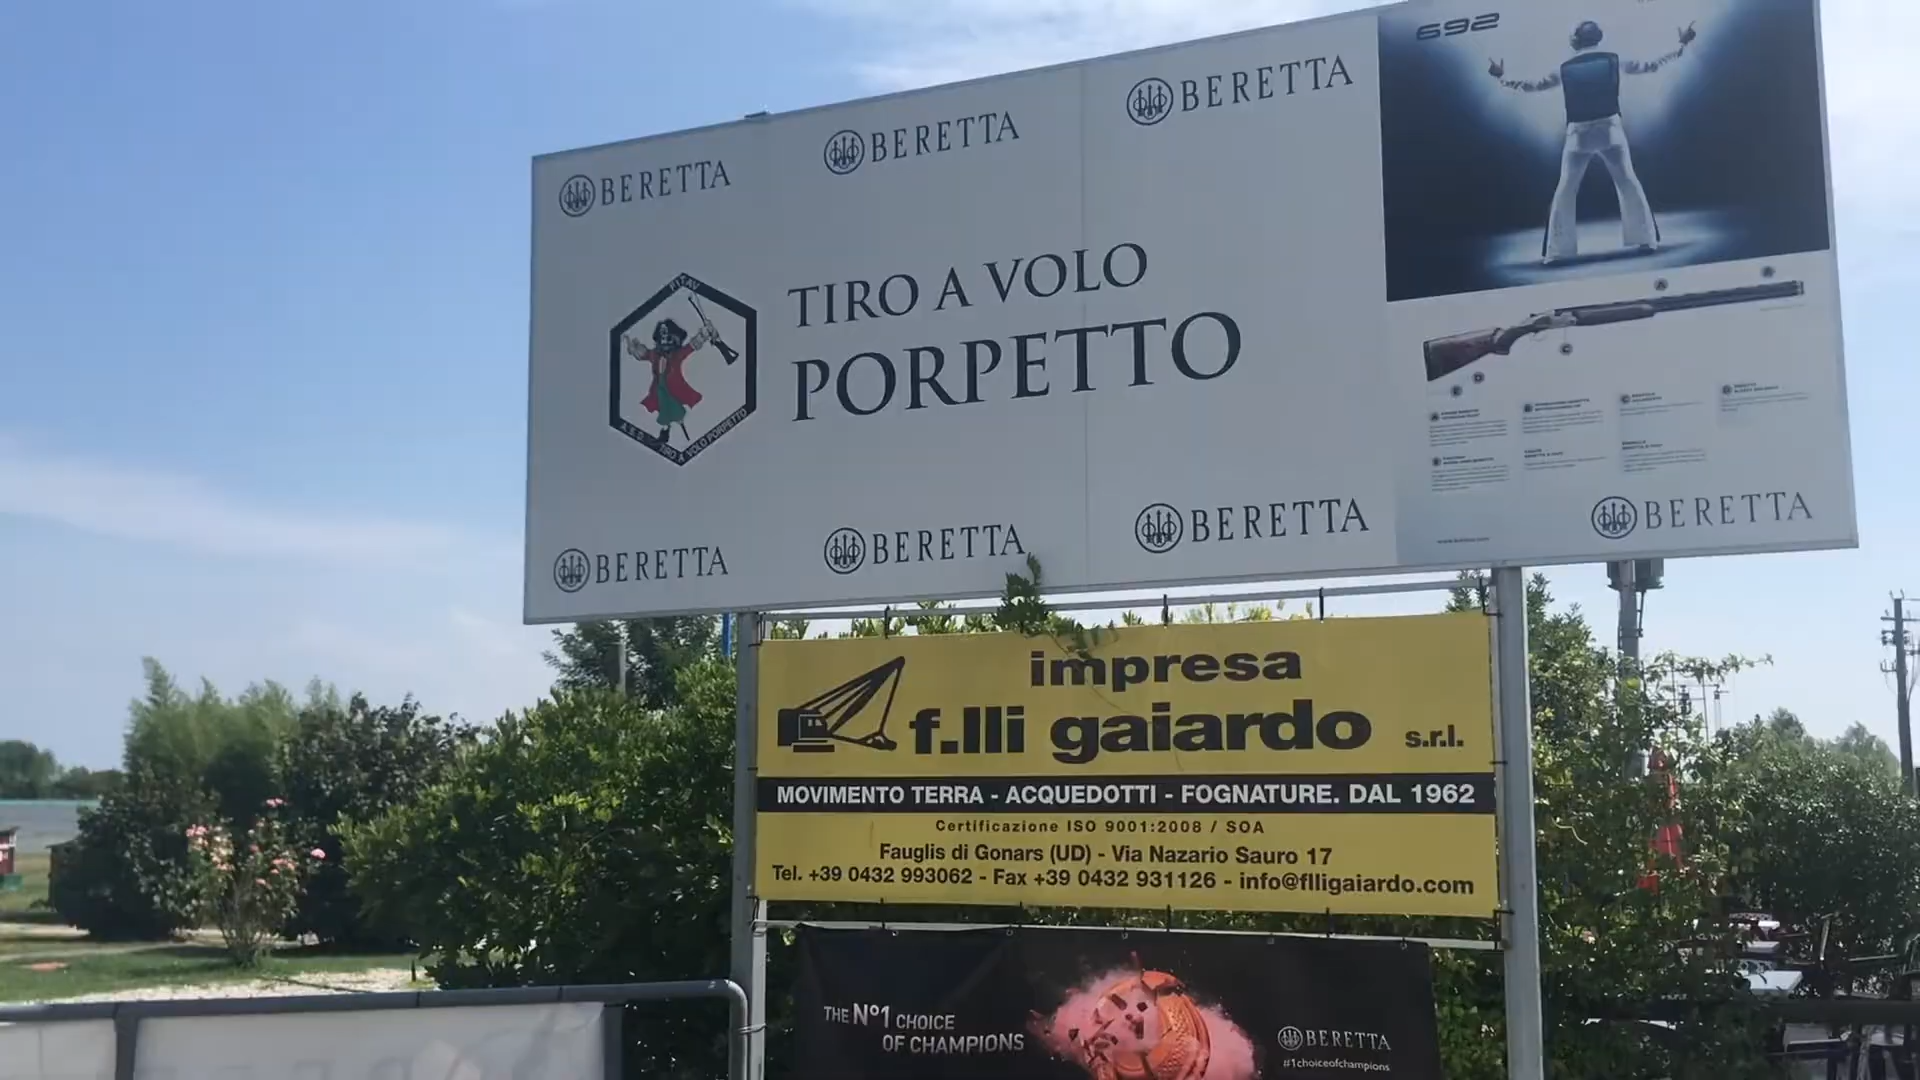 692
BERETTA
BERETTA
BERETTA
FITAV
TIRO A VOLO
PORPETTO
A.S.D. TIRO A VOLO PORPETTO
A
B
C
D
E
BERETTA
BERETTA
BERETTA
BERETTA
impresa
f.lli gaiardo s.r.l.
MOVIMENTO TERRA - ACQUEDOTTI - FOGNATURE. DAL 1962
Certificazione ISO 9001:2008 / SOA
Fauglis di Gonars (UD) - Via Nazario Sauro 17
Tel. +39 0432 993062 - Fax +39 0432 931126 - info@flligaiardo.com
THE N°1 CHOICE
OF CHAMPIONS
BERETTA
#1choiceofchampions